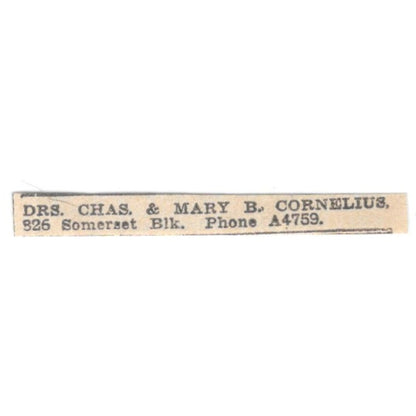 DRS. CHAS. & MARY B. CORNELIUS,
326 Somerset Blk. Phone A4759.